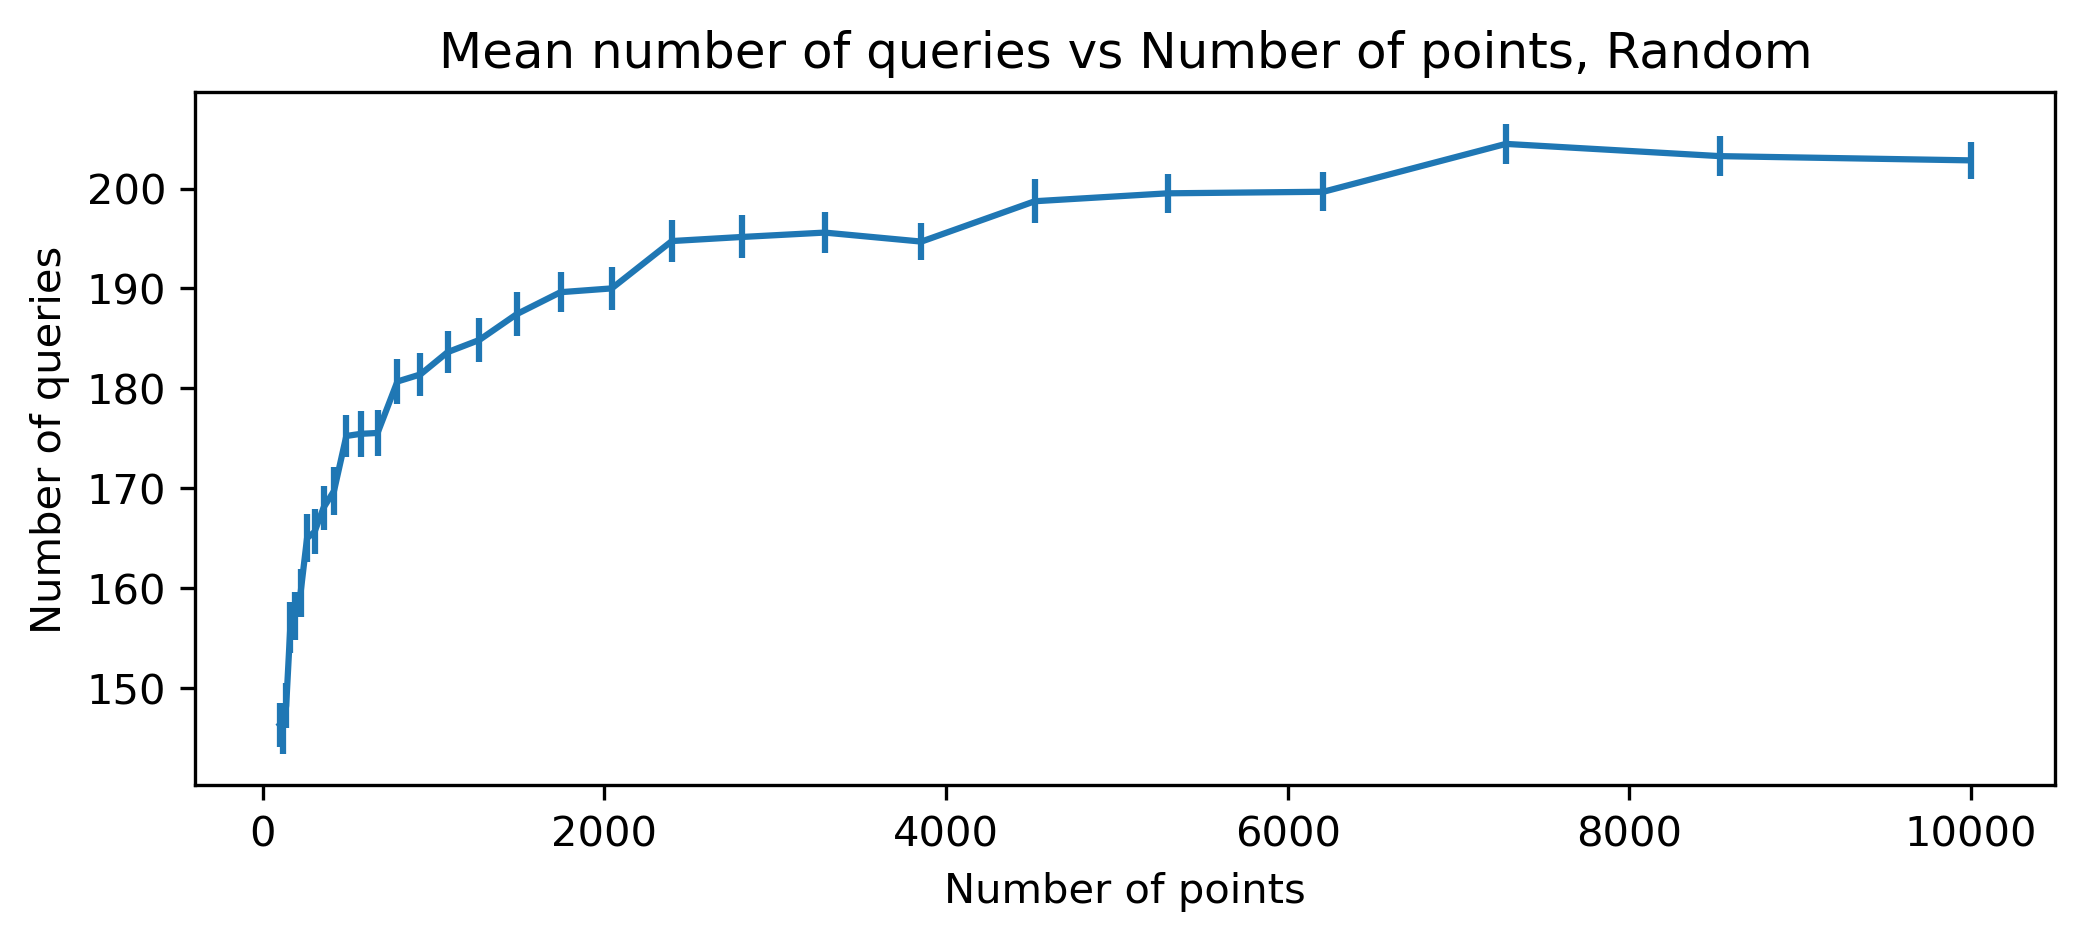 Mean number of queries vs Number of points, Random
Number of queries
200
190
180
170
160
150
0 2000 4000 6000 8000 10000
Number of points